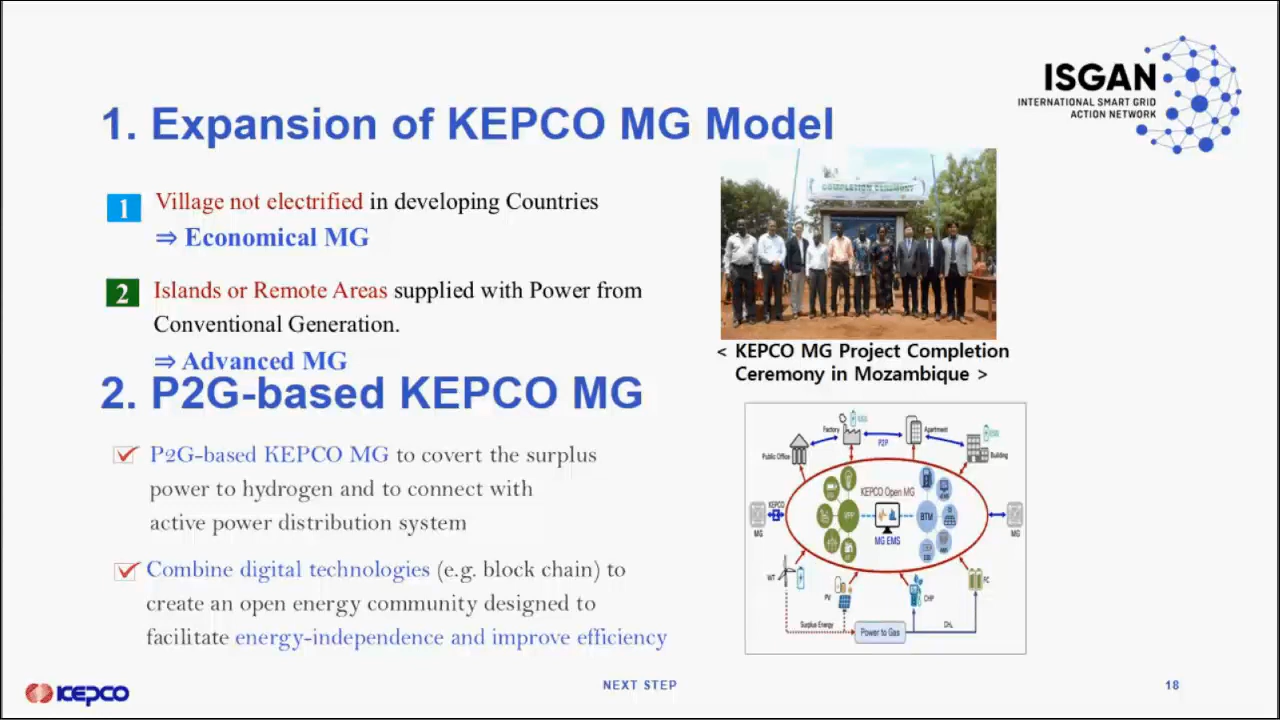 ISGAN
INTERNATIONAL SMART GRID
ACTION NETWORK
1. Expansion of KEPCO MG Model
1 Village not electrified in developing Countries
⇒ Economical MG
2 Islands or Remote Areas supplied with Power from
Conventional Generation.
⇒ Advanced MG
COMPLETION CEREMONY
< KEPCO MG Project Completion
Ceremony in Mozambique >
2. P2G-based KEPCO MG
P2G-based KEPCO MG to covert the surplus
power to hydrogen and to connect with
active power distribution system
Combine digital technologies (e.g. block chain) to
create an open energy community designed to
facilitate energy-independence and improve efficiency
Factory
Apartment
P2P
Public Office
Building
KEPCO Open MG
KEPCO
VPP
BTM
MG EMS
MG
MG
WT
PV
CHP
FC
Surplus Energy
Power to Gas
CH₄
KEPCO
NEXT STEP
18